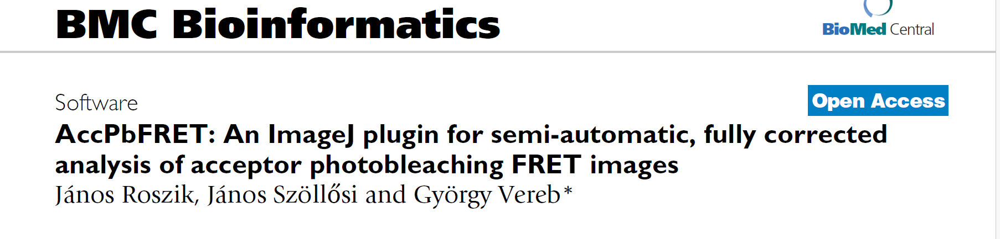 BMC Bioinformatics
BioMed Central
Software
Open Access
AccPbFRET: An ImageJ plugin for semi-automatic, fully corrected
analysis of acceptor photobleaching FRET images
János Roszik, János Szöllősi and György Vereb*